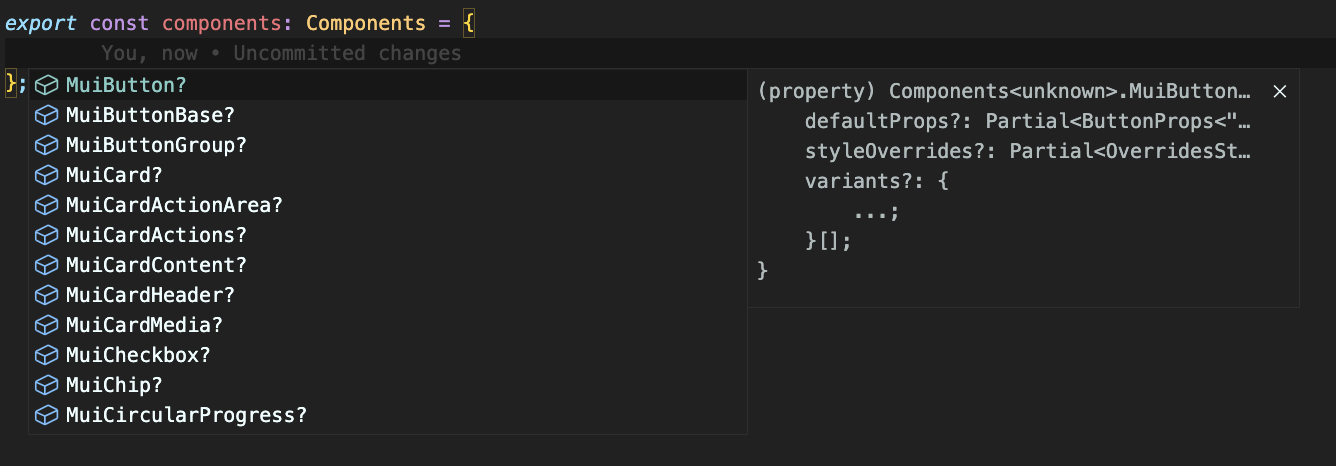 export const components: Components = {
You, now • Uncommitted changes
};
MuiButton?
MuiButtonBase?
MuiButtonGroup?
MuiCard?
MuiCardActionArea?
MuiCardActions?
MuiCardContent?
MuiCardHeader?
MuiCardMedia?
MuiCheckbox?
MuiChip?
MuiCircularProgress?
(property) Components<unknown>.MuiButton…
defaultProps?: Partial<ButtonProps<"…
styleOverrides?: Partial<OverridesSt…
variants?: {
...;
}[];
}